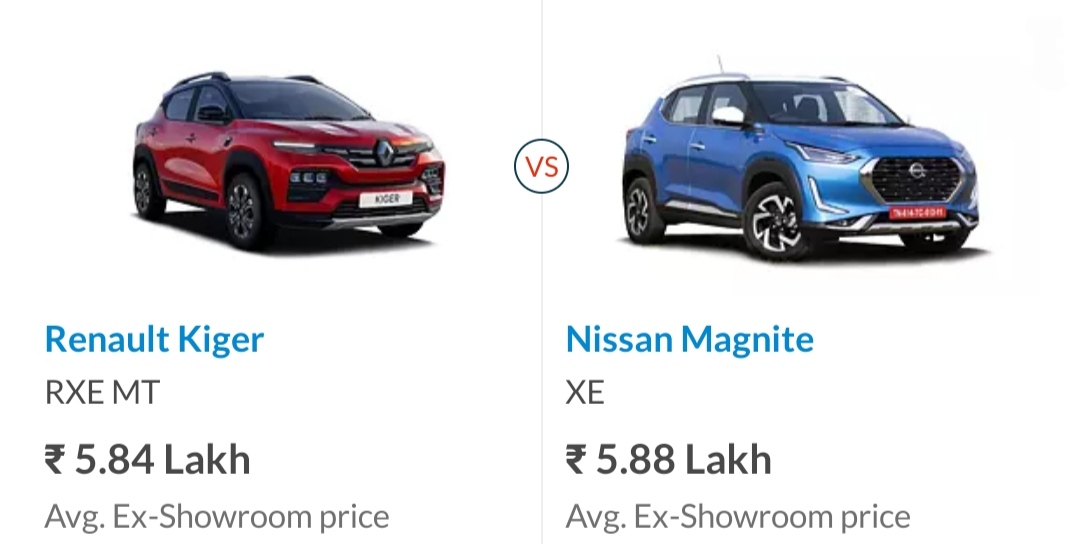 KIGER
VS
Renault Kiger
RXE MT
₹ 5.84 Lakh
Avg. Ex-Showroom price
Nissan Magnite
XE
₹ 5.88 Lakh
Avg. Ex-Showroom price